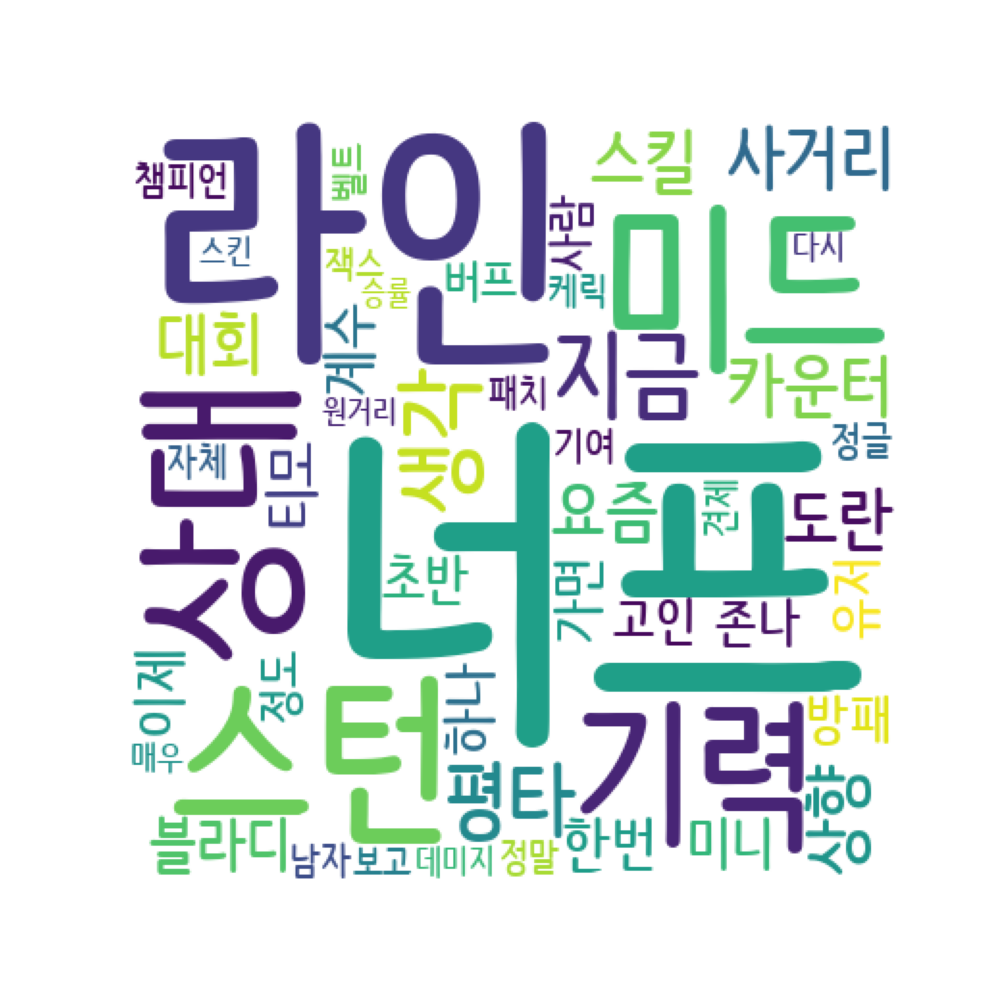 라인
챔피언
벨트
스킬
사거리
사람
미드
다시
스킨
잭스
승률
버프
케릭
대회
계수
지금
카운터
패치
원거리
생각
상대
자체
티모
너프
기여
정글
요즘
견제
도란
초반
가면
고인
존나
유저
이제
정도
하나
스턴
기력
방패
매우
평타
상향
블라디
남자
보고
데미지
정말
한번
미니